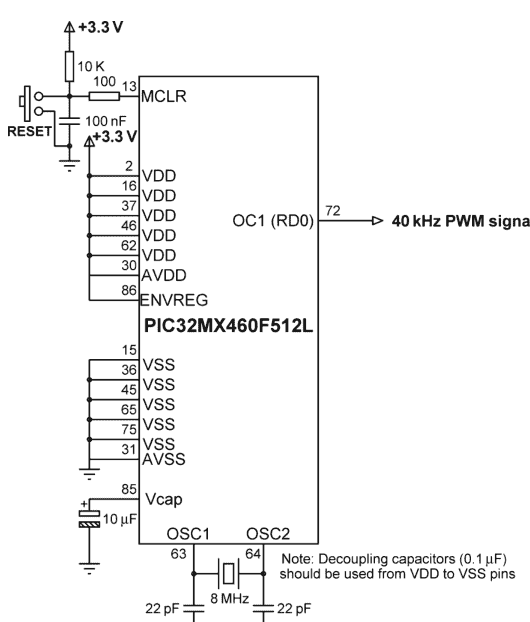 +3.3 V
10 K
100
13
MCLR
RESET
100 nF
+3.3 V
2
VDD
16
VDD
37
VDD
46
VDD
62
VDD
30
AVDD
86
ENVREG
OC1 (RD0)
72
40 kHz PWM signa
PIC32MX460F512L
15
VSS
36
VSS
45
VSS
65
VSS
75
VSS
31
AVSS
85
Vcap
+
10 µF
OSC1
OSC2
63
64
8 MHz
22 pF
22 pF
Note: Decoupling capacitors (0.1 µF)
should be used from VDD to VSS pins